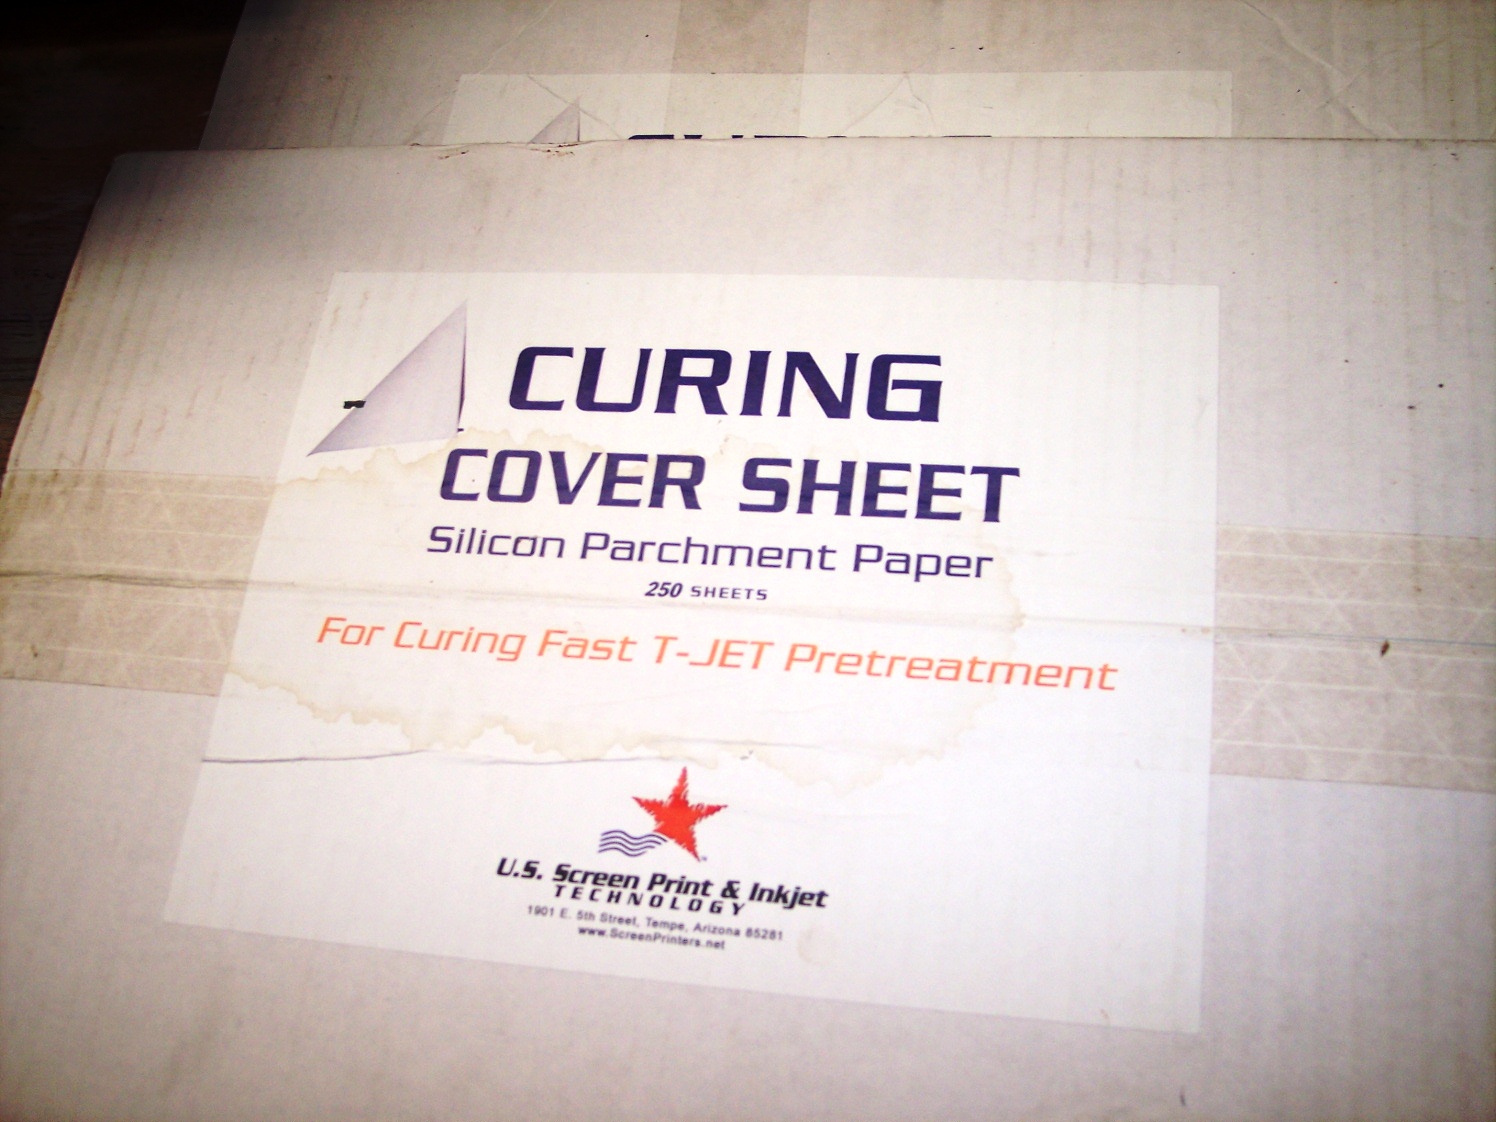 CURING
COVER SHEET
Silicon Parchment Paper
250 SHEETS
For Curing Fast T-JET Pretreatment
U.S. Screen Print & Inkjet
TECHNOLOGY
1901 E. 5th Street, Tempe, Arizona 85281
www.ScreenPrinters.net